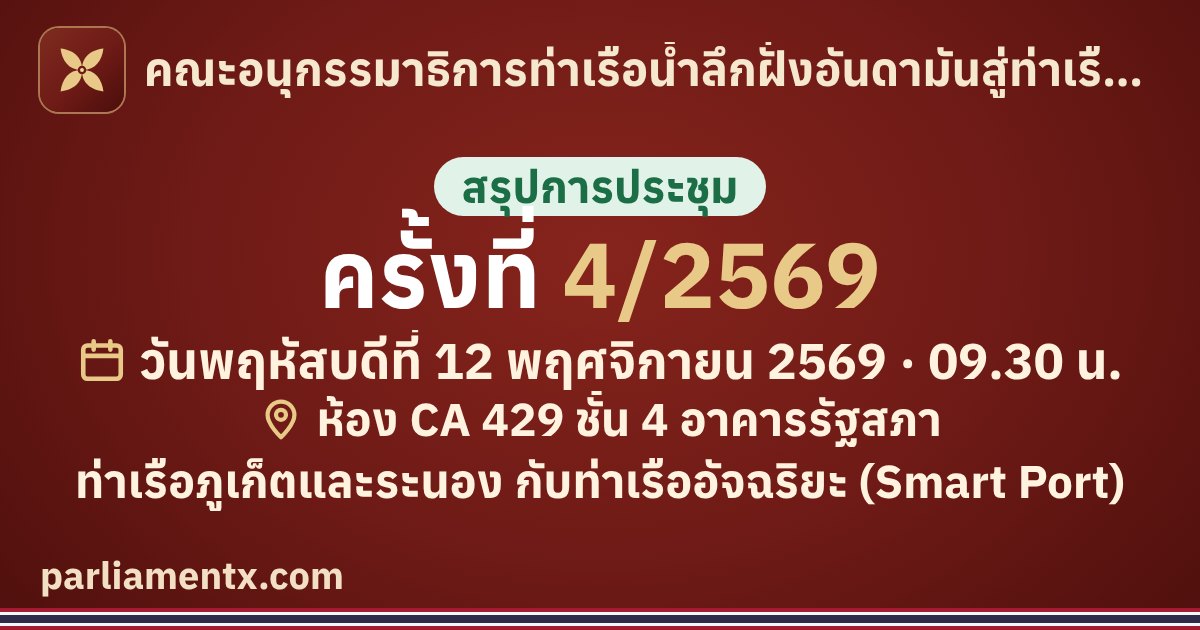 คณะอนุกรรมาธิการท่าเรือน้ำลึกฝั่งอันดามันสู่ท่าเรื...
สรุปการประชุม
ครั้งที่ 4/2569
วันพฤหัสบดีที่ 12 พฤศจิกายน 2569 · 09.30 น.
ห้อง CA 429 ชั้น 4 อาคารรัฐสภา
ท่าเรือภูเก็ตและระนอง กับท่าเรืออัจฉริยะ (Smart Port)
parliamentx.com